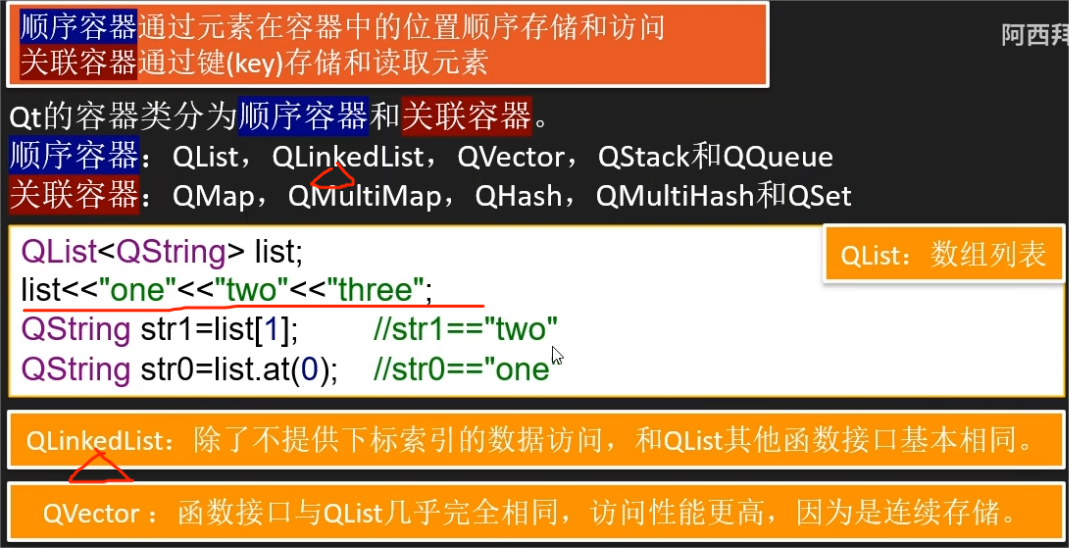 顺序容器通过元素在容器中的位置顺序存储和访问
关联容器通过键(key)存储和读取元素
阿西拜
Qt的容器类分为顺序容器和关联容器。
顺序容器：QList，QLinkedList，QVector，QStack和QQueue
关联容器：QMap，QMultiMap，QHash，QMultiHash和QSet
QList<QString> list;
QList：数组列表
list<<"one"<<"two"<<"three";
QString str1=list[1]; //str1=="two"
QString str0=list.at(0); //str0=="one"
QLinkedList：除了不提供下标索引的数据访问，和QList其他函数接口基本相同。
QVector ：函数接口与QList几乎完全相同，访问性能更高，因为是连续存储。